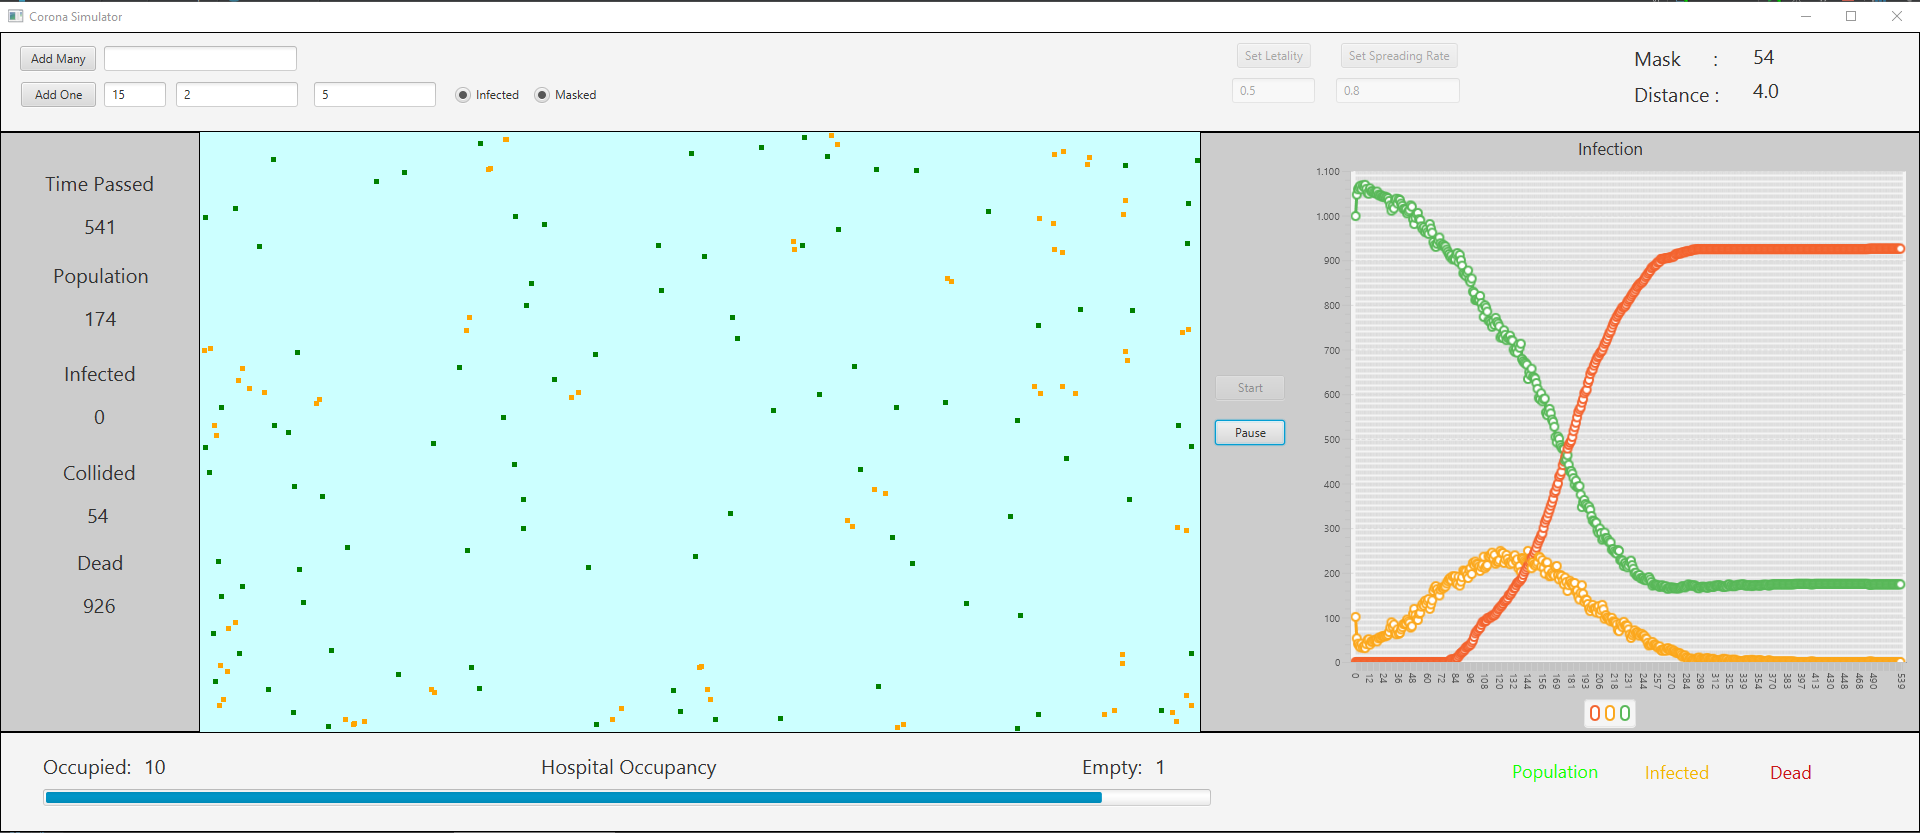 Corona Simulator
Add Many
Add One 15 2 5 Infected Masked
Set Letality Set Spreading Rate
0.5 0.8
Mask : 54
Distance : 4.0
Time Passed
541
Population
174
Infected
0
Collided
54
Dead
926
Start
Pause
Infection
1.100
1.000
900
800
700
600
500
400
300
200
100
0
0 12 24 36 48 60 72 84 96 108 120 132 144 156 169 181 193 206 218 231 244 257 270 284 298 312 325 339 354 370 383 397 413 430 448 468 490 539
Occupied: 10 Hospital Occupancy Empty: 1
Population Infected Dead